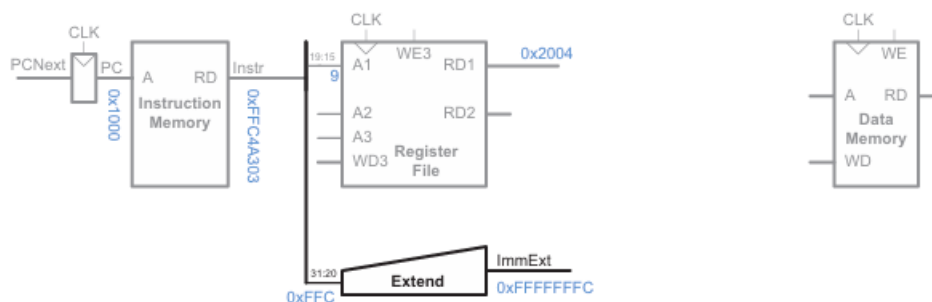 CLK
PCNext
PC
0x1000
A RD
Instruction
Memory
Instr
0xFFC4A303
19:15
9
CLK
A1 WE3 RD1
0x2004
A2 RD2
A3
WD3
Register
File
31:20
0xFFC
Extend
ImmExt
0xFFFFFFFC
CLK
WE
A RD
Data
Memory
WD